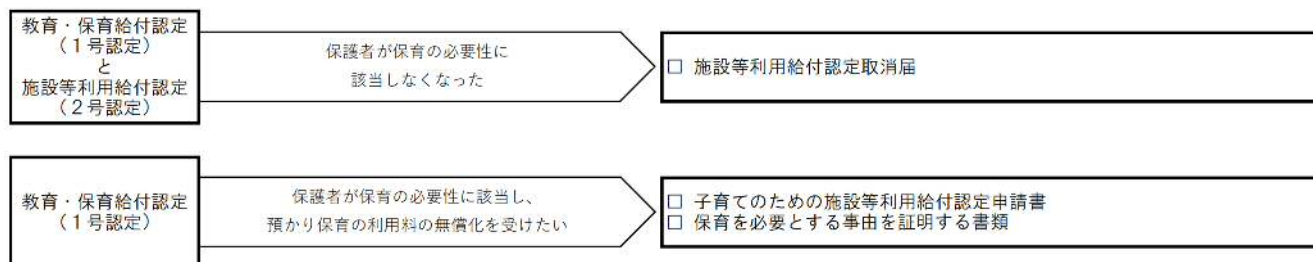 教育・保育給付認定
（１号認定）
と
施設等利用給付認定
（２号認定）
保護者が保育の必要性に
該当しなくなった
□ 施設等利用給付認定取消届
教育・保育給付認定
（１号認定）
保護者が保育の必要性に該当し、
預かり保育の利用料の無償化を受けたい
□ 子育てのための施設等利用給付認定申請書
□ 保育を必要とする事由を証明する書類